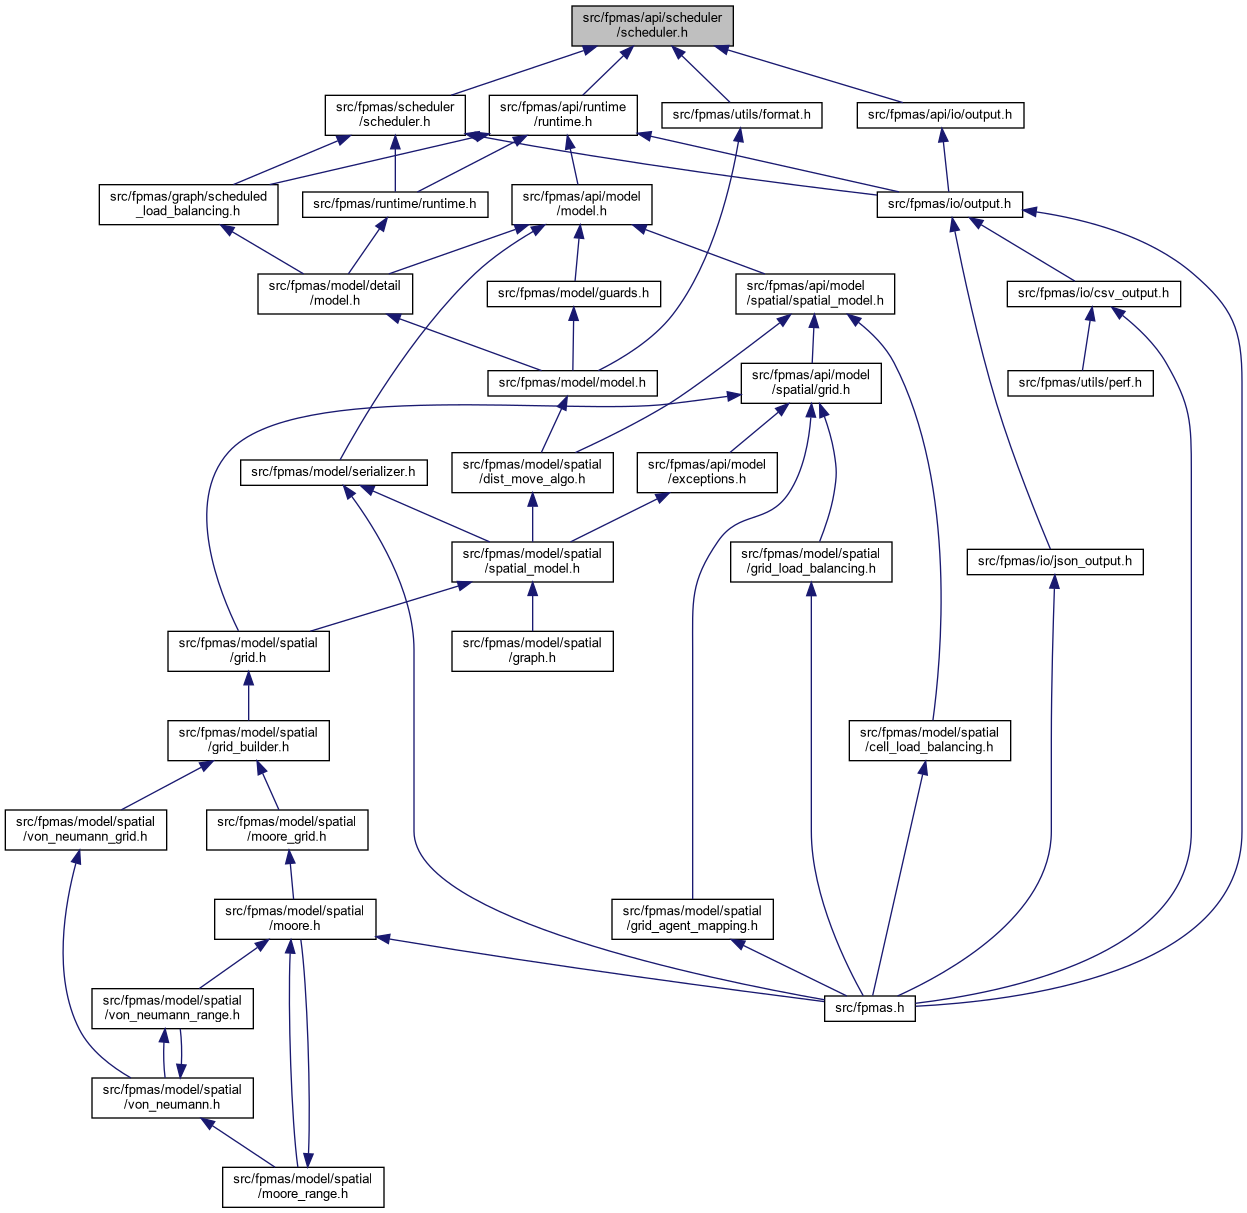 src/fpmas/api/scheduler
/scheduler.h
src/fpmas/scheduler
/scheduler.h
src/fpmas/api/runtime
/runtime.h
src/fpmas/utils/format.h
src/fpmas/api/io/output.h
src/fpmas/graph/scheduled
_load_balancing.h
src/fpmas/runtime/runtime.h
src/fpmas/api/model
/model.h
src/fpmas/io/output.h
src/fpmas/model/detail
/model.h
src/fpmas/model/guards.h
src/fpmas/api/model
/spatial/spatial_model.h
src/fpmas/io/csv_output.h
src/fpmas/model/model.h
src/fpmas/api/model
/spatial/grid.h
src/fpmas/utils/perf.h
src/fpmas/model/serializer.h
src/fpmas/model/spatial
/dist_move_algo.h
src/fpmas/api/model
/exceptions.h
src/fpmas/model/spatial
/spatial_model.h
src/fpmas/model/spatial
/grid_load_balancing.h
src/fpmas/io/json_output.h
src/fpmas/model/spatial
/grid.h
src/fpmas/model/spatial
/graph.h
src/fpmas/model/spatial
/grid_builder.h
src/fpmas/model/spatial
/cell_load_balancing.h
src/fpmas/model/spatial
/von_neumann_grid.h
src/fpmas/model/spatial
/moore_grid.h
src/fpmas/model/spatial
/moore.h
src/fpmas/model/spatial
/grid_agent_mapping.h
src/fpmas/model/spatial
/von_neumann_range.h
src/fpmas.h
src/fpmas/model/spatial
/von_neumann.h
src/fpmas/model/spatial
/moore_range.h